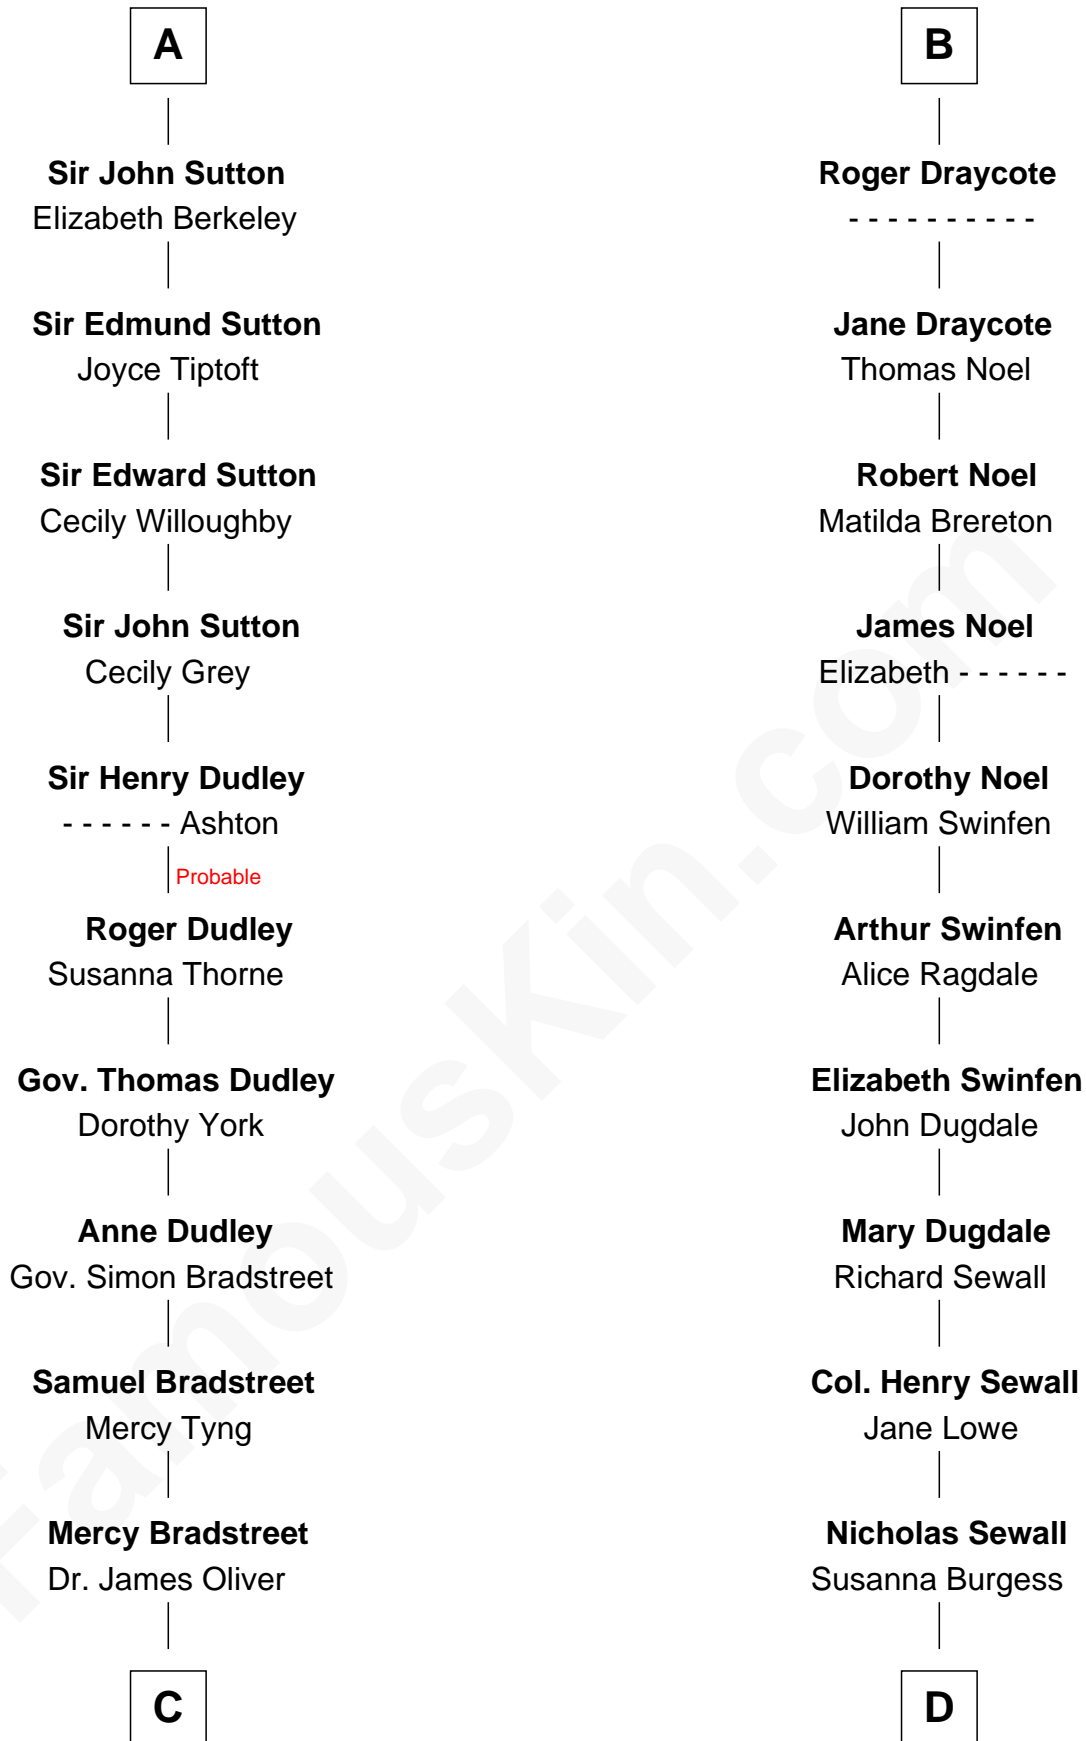 A
Sir John Sutton
Elizabeth Berkeley
Sir Edmund Sutton
Joyce Tiptoft
Sir Edward Sutton
Cecily Willoughby
Sir John Sutton
Cecily Grey
Sir Henry Dudley
- - - - - - Ashton
Probable
Roger Dudley
Susanna Thorne
Gov. Thomas Dudley
Dorothy York
Anne Dudley
Gov. Simon Bradstreet
Samuel Bradstreet
Mercy Tyng
Mercy Bradstreet
Dr. James Oliver
C
B
Roger Draycote
- - - - - - - - - -
Jane Draycote
Thomas Noel
Robert Noel
Matilda Brereton
James Noel
Elizabeth - - - - - -
Dorothy Noel
William Swinfen
Arthur Swinfen
Alice Ragdale
Elizabeth Swinfen
John Dugdale
Mary Dugdale
Richard Sewall
Col. Henry Sewall
Jane Lowe
Nicholas Sewall
Susanna Burgess
D
FamousKin.com